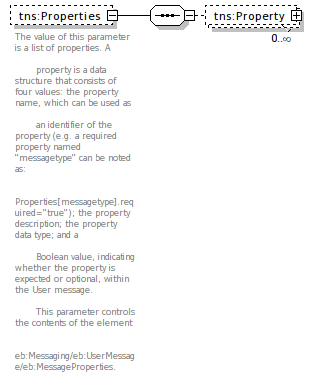 tns:Properties
tns:Property
0..∞
The value of this parameter
is a list of properties. A
property is a data
structure that consists of
four values: the property
name, which can be used as
an identifier of the
property (e.g. a required
property named
"messagetype" can be noted
as:
Properties[messagetype].req
uired="true"); the property
description; the property
data type; and a
Boolean value, indicating
whether the property is
expected or optional, within
the User message.
This parameter controls
the contents of the element
eb:Messaging/eb:UserMessag
e/eb:MessageProperties.